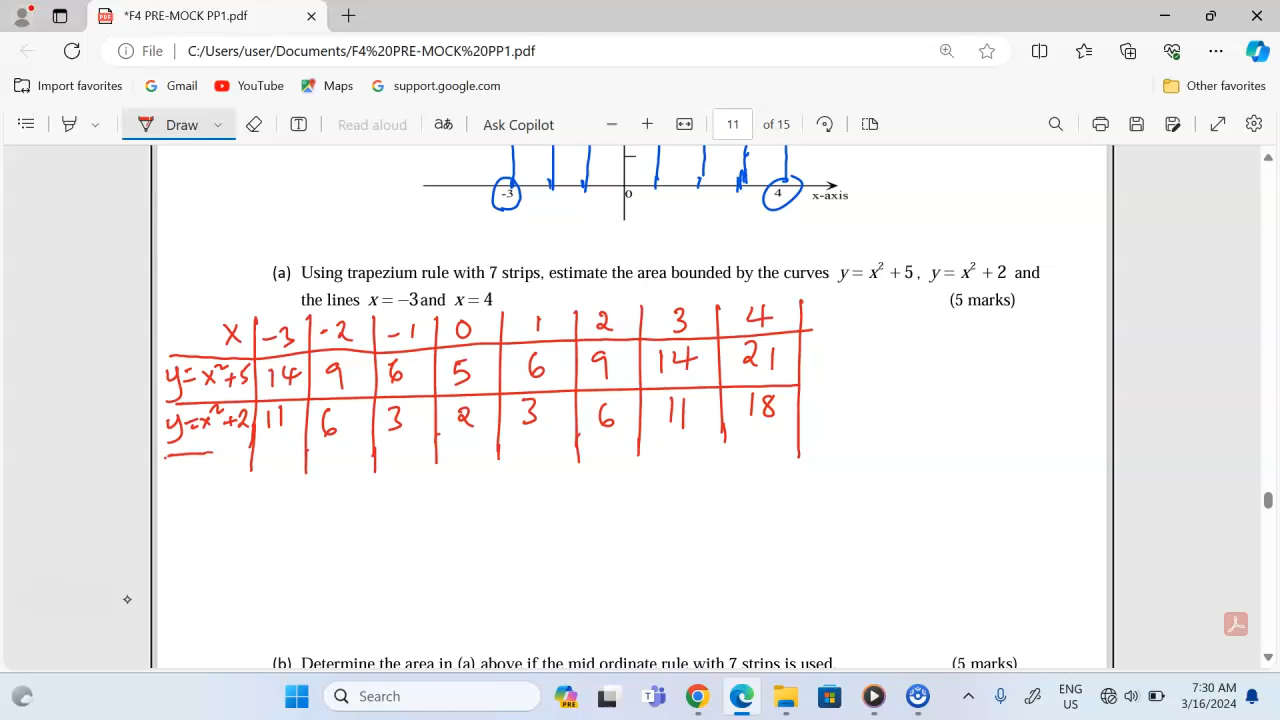 *F4 PRE-MOCK PP1.pdf
File C:/Users/user/Documents/F4%20PRE-MOCK%20PP1.pdf
Import favorites Gmail YouTube Maps support.google.com Other favorites
Draw Read aloud aあ Ask Copilot 11 of 15
-3 0 4 x-axis
(a) Using trapezium rule with 7 strips, estimate the area bounded by the curves y = x² + 5 , y = x² + 2 and
the lines x = −3 and x = 4 (5 marks)
x -3 -2 -1 0 1 2 3 4
y=x²+5 14 9 6 5 6 9 14 21
y=x²+2 11 6 3 2 3 6 11 18
(b) Determine the area in (a) above if the mid ordinate rule with 7 strips is used. (5 marks)
Search PRE ENG US 7:30 AM 3/16/2024